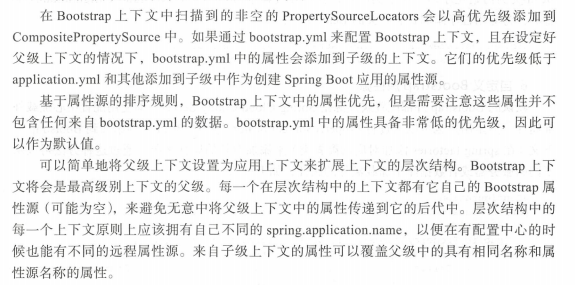 在 Bootstrap 上下文中扫描到的非空的 PropertySourceLocators 会以高优先级添加到
CompositePropertySource 中。如果通过 bootstrap.yml 来配置 Bootstrap 上下文，且在设定好
父级上下文的情况下，bootstrap.yml 中的属性会添加到子级的上下文。它们的优先级低于
application.yml 和其他添加到子级中作为创建 Spring Boot 应用的属性源。
基于属性源的排序规则，Bootstrap 上下文中的属性优先，但是需要注意这些属性并不
包含任何来自 bootstrap.yml 的数据。bootstrap.yml 中的属性具备非常低的优先级，因此可
以作为默认值。
可以简单地将父级上下文设置为应用上下文来扩展上下文的层次结构。Bootstrap 上下
文将会是最高级别上下文的父级。每一个在层次结构中的上下文都有它自己的 Bootstrap 属
性源（可能为空），来避免无意中将父级上下文中的属性传递到它的后代中。层次结构中的
每一个上下文原则上应该拥有自己不同的 spring.application.name，以便在有配置中心的时
候也能有不同的远程属性源。来自子级上下文的属性可以覆盖父级中的具有相同名称和属
性源名称的属性。